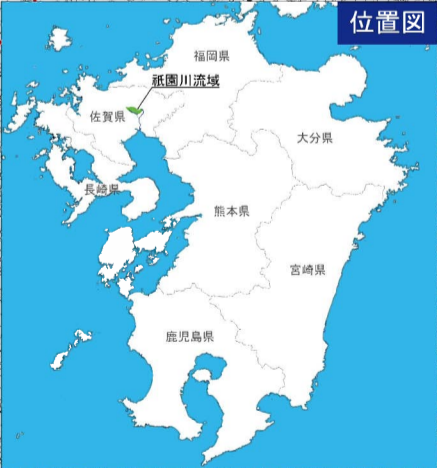 位置図
福岡県
祇園川流域
佐賀県
大分県
長崎県
熊本県
宮崎県
鹿児島県